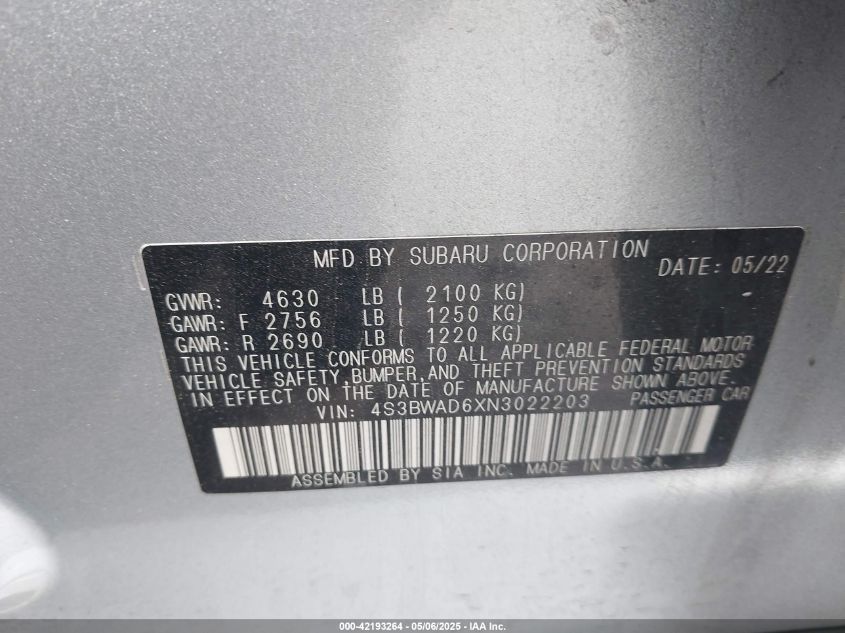 MFD BY SUBARU CORPORATION
DATE: 05/22
GVWR: 4630 LB ( 2100 KG)
GAWR: F 2756 LB ( 1250 KG)
GAWR: R 2690 LB ( 1220 KG)
THIS VEHICLE CONFORMS TO ALL APPLICABLE FEDERAL MOTOR
VEHICLE SAFETY, BUMPER, AND THEFT PREVENTION STANDARDS
IN EFFECT ON THE DATE OF MANUFACTURE SHOWN ABOVE.
VIN: 4S3BWAD6XN3022203 PASSENGER CAR
ASSEMBLED BY SIA INC. MADE IN U.S.A.
000-42193264 - 05/06/2025 - IAA Inc.